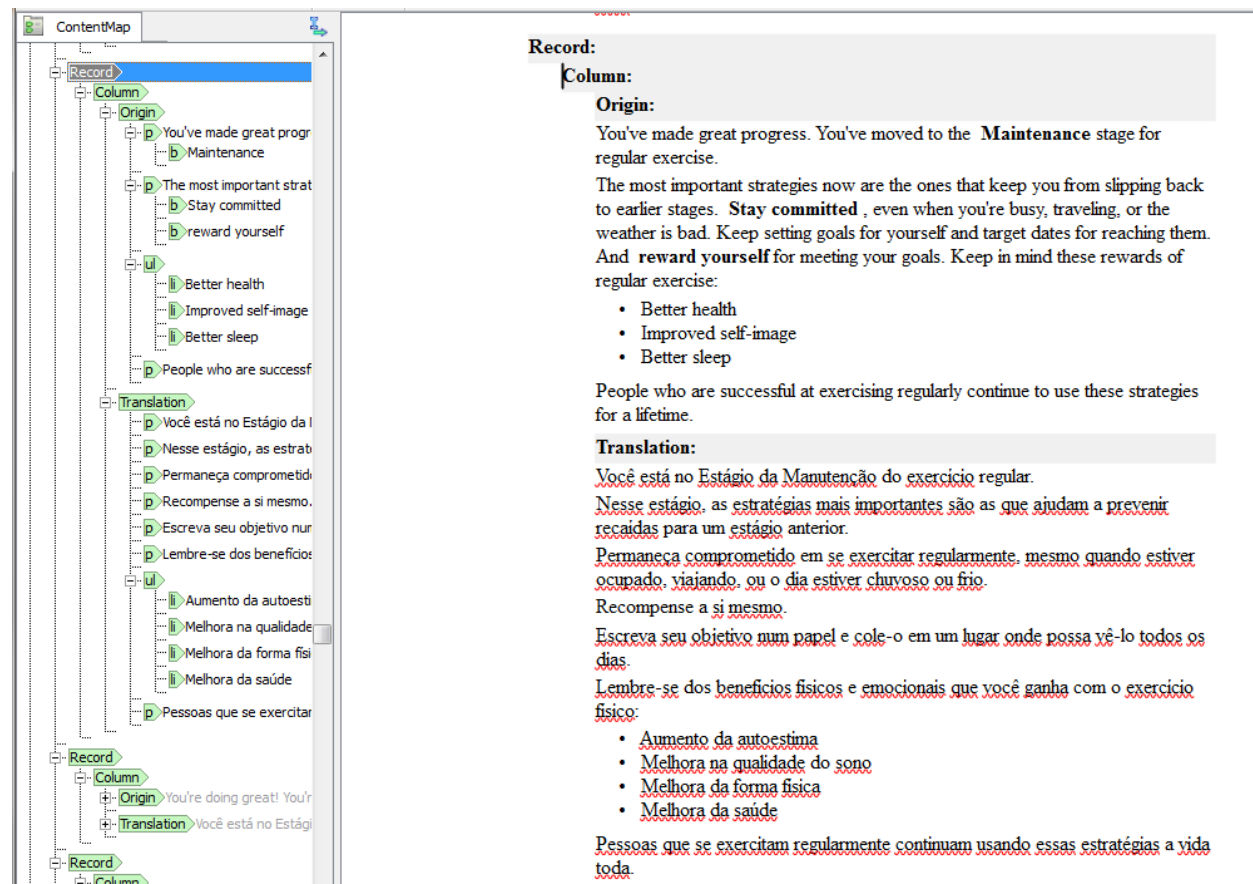 ContentMap
Record
Column
Origin
p You've made great progr
b Maintenance
p The most important strat
b Stay committed
b reward yourself
ul
li Better health
li Improved self-image
li Better sleep
p People who are successf
Translation
p Você está no Estágio da
p Nesse estágio, as estrat
p Permaneça comprometid
p Recompense a si mesmo.
p Escreva seu objetivo nur
p Lembre-se dos benefícios
ul
li Aumento da autoesti
li Melhora na qualidade
li Melhora da forma físi
li Melhora da saúde
p Pessoas que se exercitar
Record
Column
Origin You're doing great! You'r
Translation Você está no Estági
Record
Column
Record:
Column:
Origin:
You've made great progress. You've moved to the Maintenance stage for
regular exercise.
The most important strategies now are the ones that keep you from slipping back
to earlier stages. Stay committed , even when you're busy, traveling, or the
weather is bad. Keep setting goals for yourself and target dates for reaching them.
And reward yourself for meeting your goals. Keep in mind these rewards of
regular exercise:
• Better health
• Improved self-image
• Better sleep
People who are successful at exercising regularly continue to use these strategies
for a lifetime.
Translation:
Você está no Estágio da Manutenção do exercício regular.
Nesse estágio, as estratégias mais importantes são as que ajudam a prevenir
recaídas para um estágio anterior.
Permaneça comprometido em se exercitar regularmente, mesmo quando estiver
ocupado, viajando, ou o dia estiver chuvoso ou frio.
Recompense a si mesmo.
Escreva seu objetivo num papel e cole-o em um lugar onde possa vê-lo todos os
dias.
Lembre-se dos benefícios físicos e emocionais que você ganha com o exercício
físico:
• Aumento da autoestima
• Melhora na qualidade do sono
• Melhora da forma física
• Melhora da saúde
Pessoas que se exercitam regularmente continuam usando essas estratégias a vida
toda.